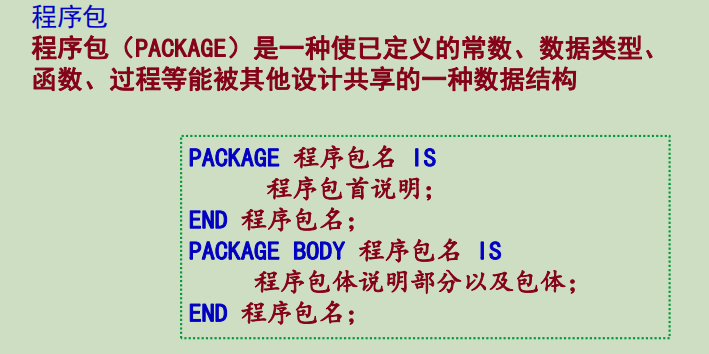 程序包
程序包（PACKAGE）是一种使已定义的常数、数据类型、
函数、过程等能被其他设计共享的一种数据结构
PACKAGE 程序包名 IS
程序包首说明；
END 程序包名；
PACKAGE BODY 程序包名 IS
程序包体说明部分以及包体；
END 程序包名；